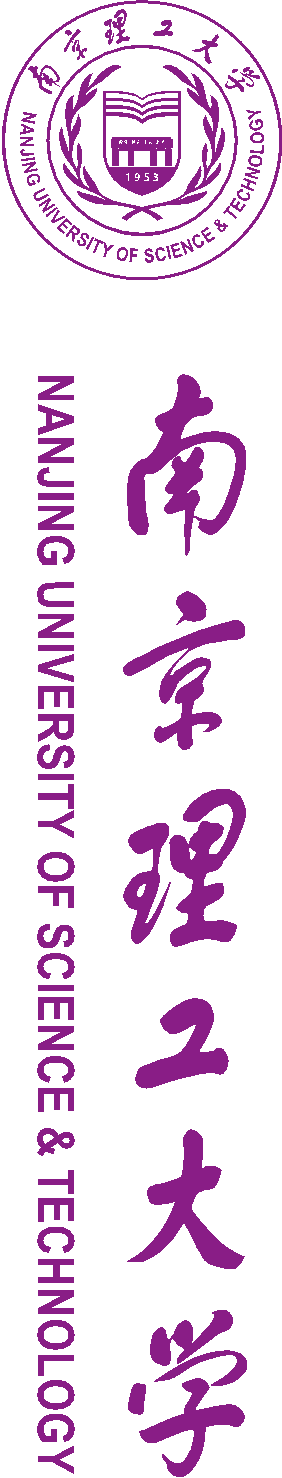 南京理工大学
NANJING UNIVERSITY OF SCIENCE & TECHNOLOGY
1953
南京理工大学
NANJING UNIVERSITY OF SCIENCE & TECHNOLOGY